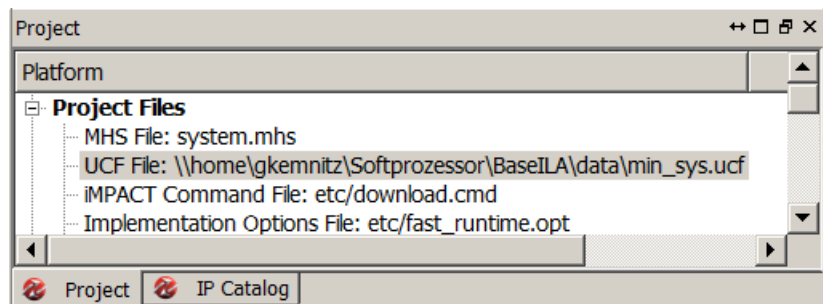 Project
Platform
Project Files
MHS File: system.mhs
UCF File: \\home\gkemnitz\Softprozessor\BaseILA\data\min_sys.ucf
iMPACT Command File: etc/download.cmd
Implementation Options File: etc/fast_runtime.opt
Project IP Catalog